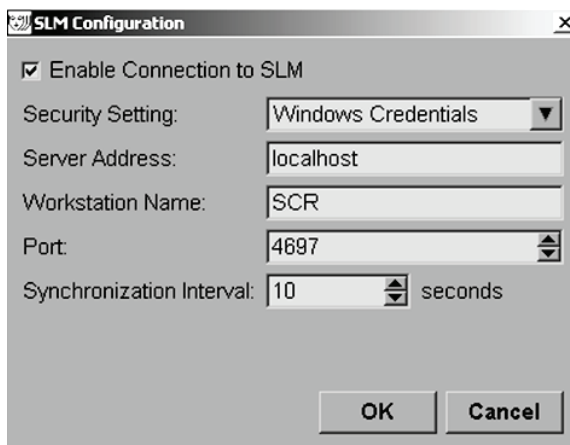 SLM Configuration
Enable Connection to SLM
Security Setting: Windows Credentials
Server Address: localhost
Workstation Name: SCR
Port: 4697
Synchronization Interval: 10 seconds
OK Cancel